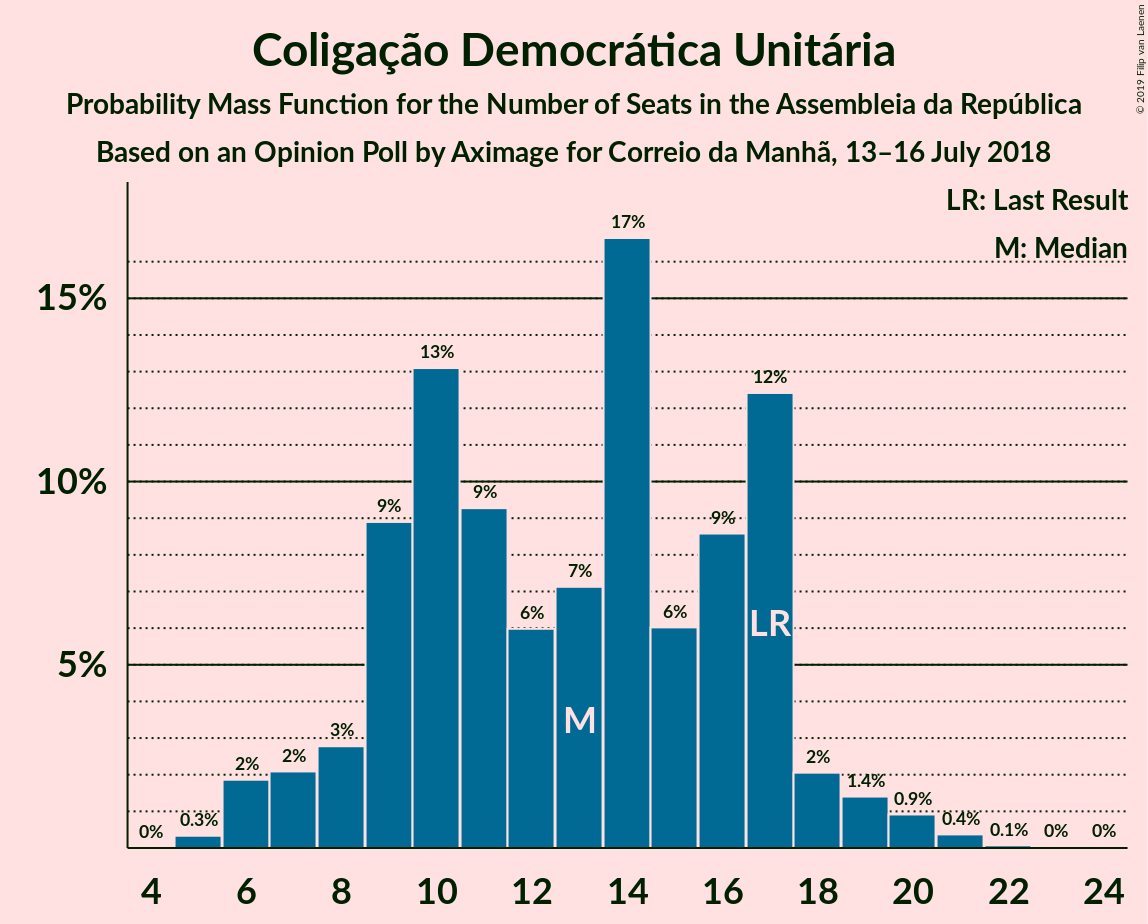 Coligação Democrática Unitária
Probability Mass Function for the Number of Seats in the Assembleia da República
Based on an Opinion Poll by Aximage for Correio da Manhã, 13–16 July 2018
© 2019 Filip van Laenen
LR: Last Result
M: Median
15%
10%
5%
0%
0.3%
2%
2%
3%
9%
13%
9%
6%
7%
17%
6%
9%
12%
2%
1.4%
0.9%
0.4%
0.1%
0%
0%
M
LR
4 6 8 10 12 14 16 18 20 22 24